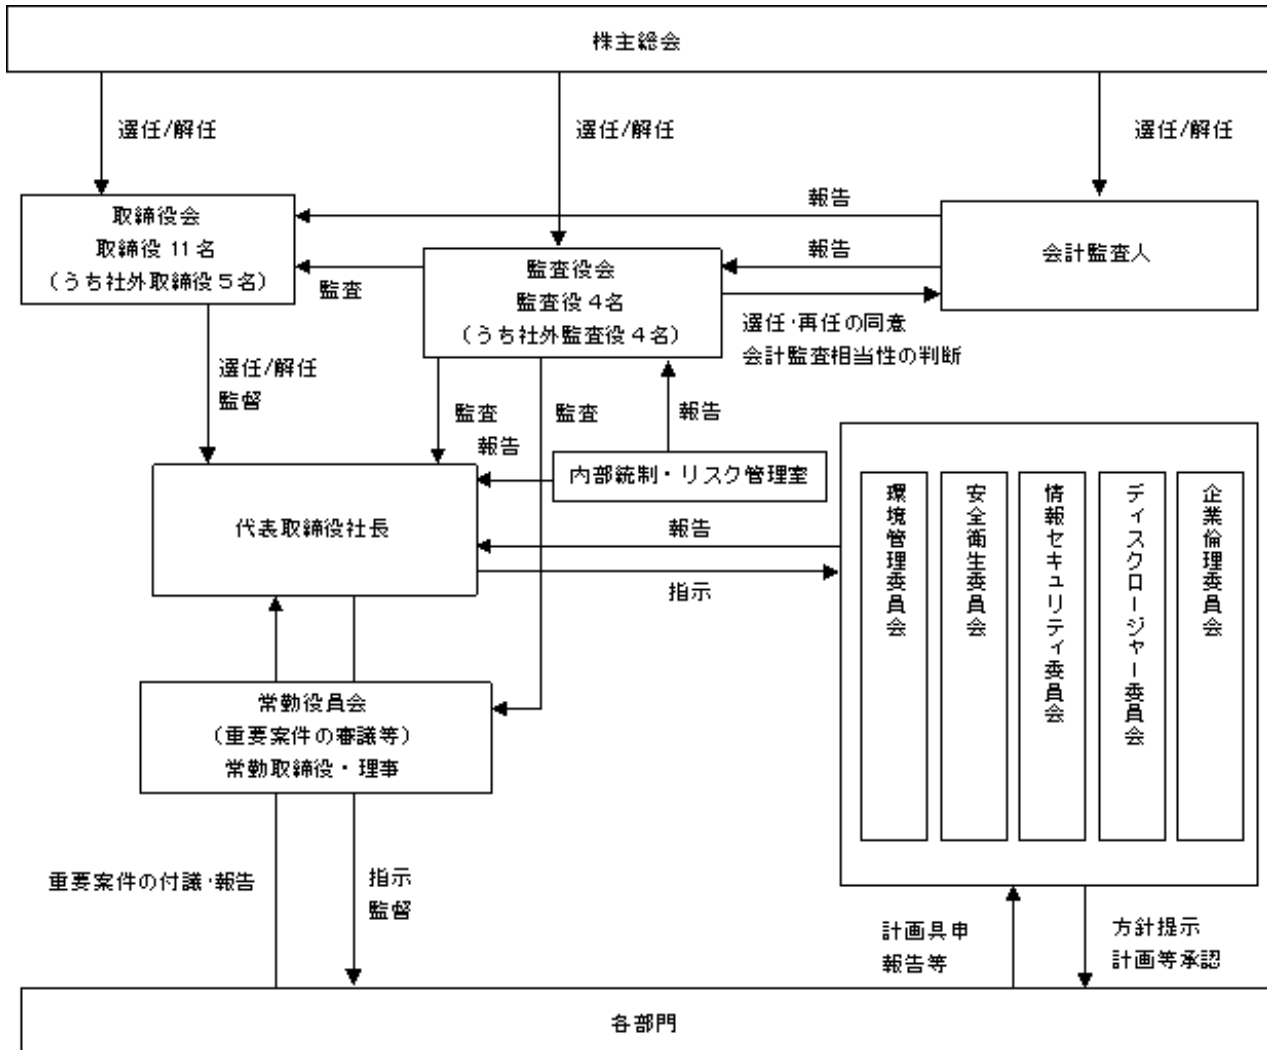 株主総会
選任/解任
選任/解任
選任/解任
取締役会
取締役 11名
（うち社外取締役５名）
報告
報告
会計監査人
監査
監査役会
監査役４名
（うち社外監査役４名）
選任・再任の同意
会計監査相当性の判断
選任/解任
監督
監査
監査
報告
報告
内部統制・リスク管理室
代表取締役社長
報告
指示
環境管理委員会
安全衛生委員会
情報セキュリティ委員会
ディスクロージャー委員会
企業倫理委員会
常勤役員会
（重要案件の審議等）
常勤取締役・理事
重要案件の付議・報告
指示
監督
計画具申
報告等
方針提示
計画等承認
各部門